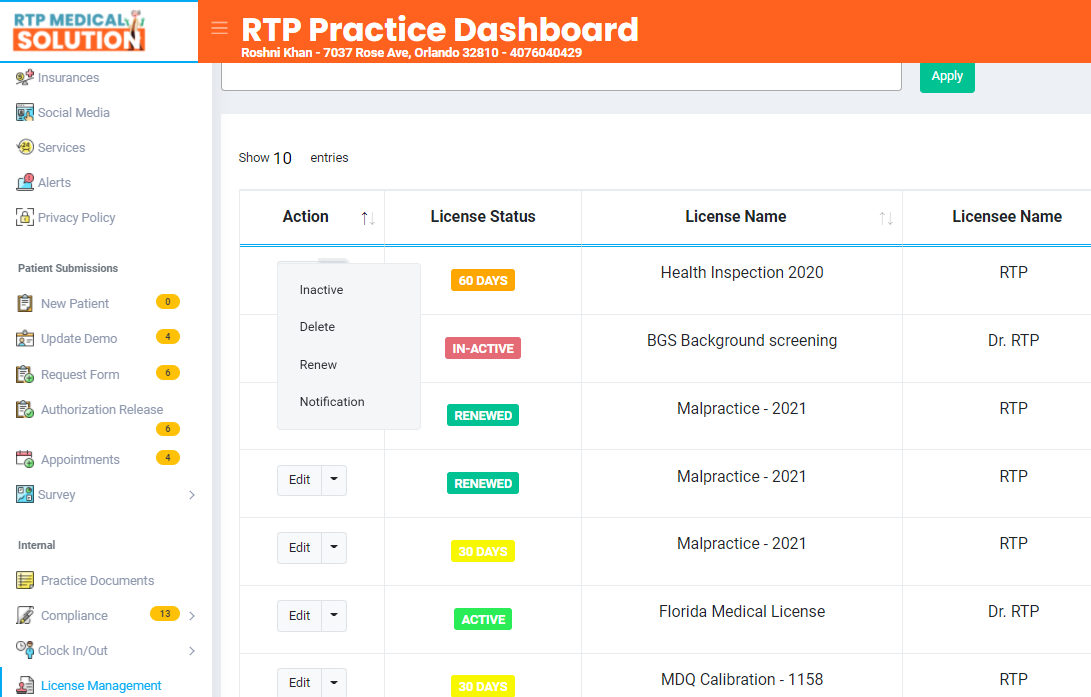 RTP MEDICAL
SOLUTION
RTP Practice Dashboard
Roshni Khan - 7037 Rose Ave, Orlando 32810 - 4076040429
Insurances
Social Media
Services
Alerts
Privacy Policy
Patient Submissions
New Patient 0
Update Demo 4
Request Form 6
Authorization Release
6
Appointments 4
Survey
Internal
Practice Documents
Compliance 13
Clock In/Out
License Management
Apply
Show 10 entries
Action License Status License Name Licensee Name
60 DAYS Health Inspection 2020 RTP
Inactive
Delete
Renew
Notification
IN-ACTIVE BGS Background screening Dr. RTP
RENEWED Malpractice - 2021 RTP
Edit RENEWED Malpractice - 2021 RTP
Edit 30 DAYS Malpractice - 2021 RTP
Edit ACTIVE Florida Medical License Dr. RTP
Edit 30 DAYS MDQ Calibration - 1158 RTP